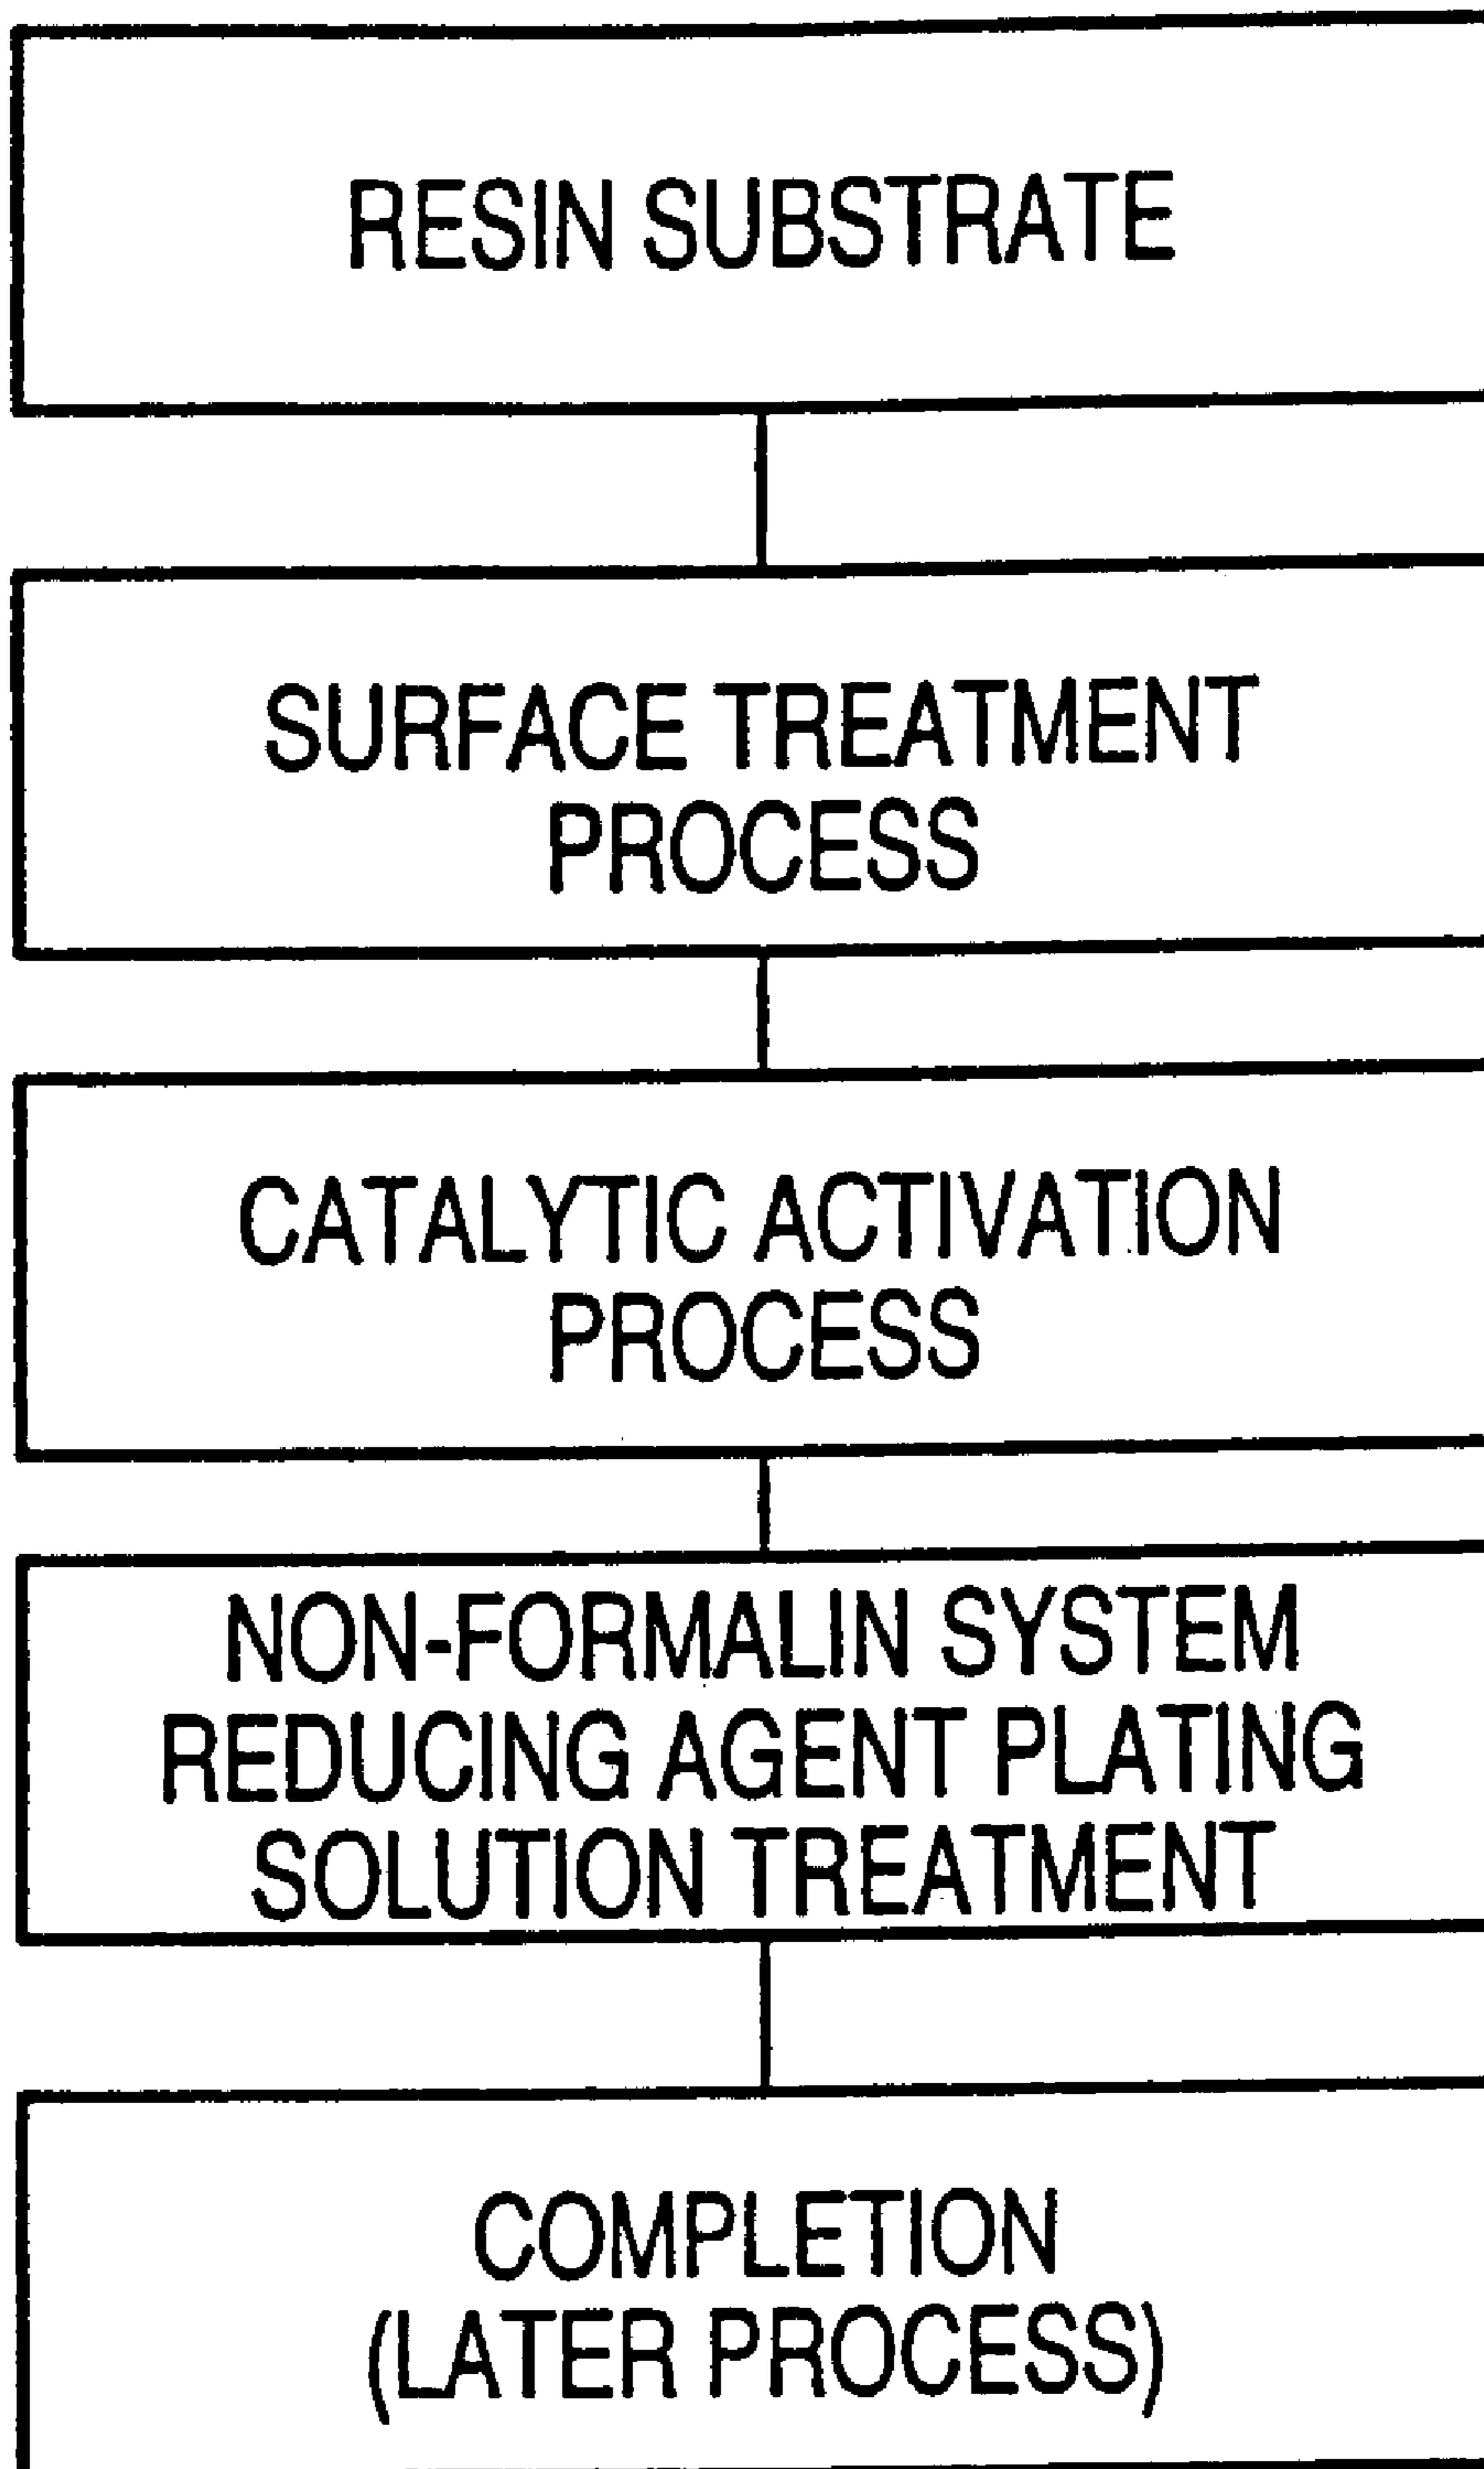 RESIN SUBSTRATE
SURFACE TREATMENT
PROCESS
CATALYTIC ACTIVATION
PROCESS
NON-FORMALIN SYSTEM
REDUCING AGENT PLATING
SOLUTION TREATMENT
COMPLETION
(LATER PROCESS)